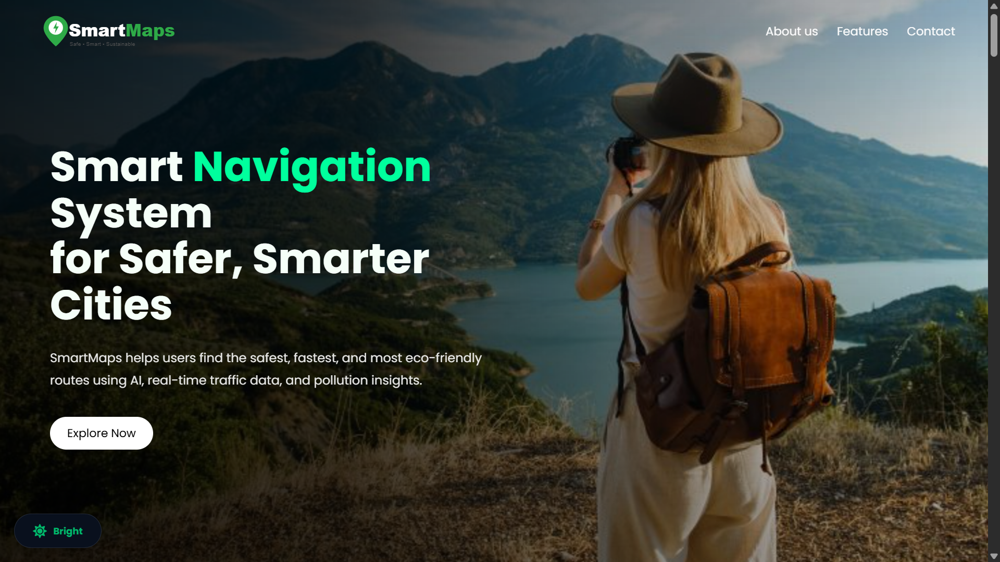 SmartMaps
Safe • Smart • Sustainable
About us Features Contact
Smart Navigation
System
for Safer, Smarter
Cities
SmartMaps helps users find the safest, fastest, and most eco-friendly
routes using AI, real-time traffic data, and pollution insights.
Explore Now
Bright